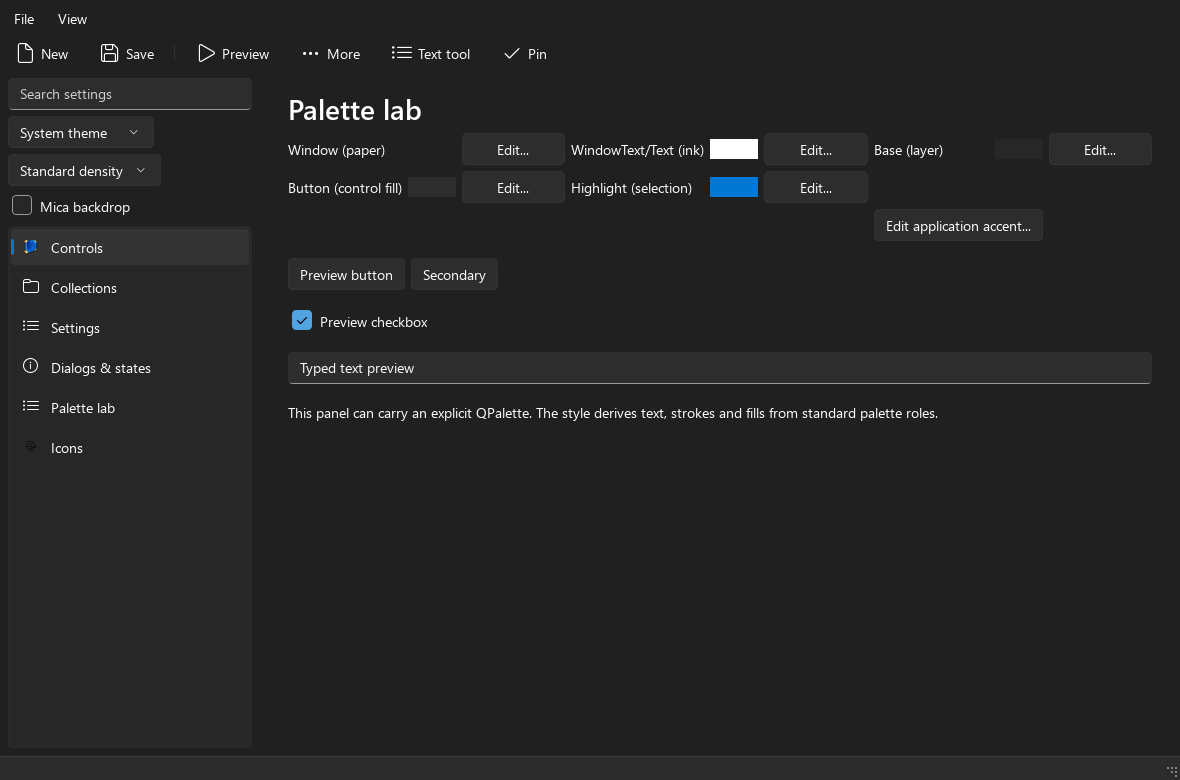 File View
New Save Preview More Text tool Pin
Search settings
System theme
Standard density
Mica backdrop
Controls
Collections
Settings
Dialogs & states
Palette lab
Icons
Palette lab
Window (paper) Edit... WindowText/Text (ink) Edit... Base (layer) Edit...
Button (control fill) Edit... Highlight (selection) Edit...
Edit application accent...
Preview button Secondary
Preview checkbox
Typed text preview
This panel can carry an explicit QPalette. The style derives text, strokes and fills from standard palette roles.